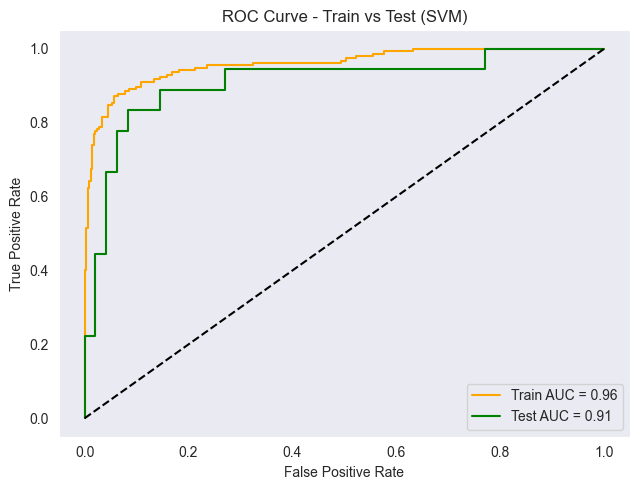 ROC Curve - Train vs Test (SVM)
True Positive Rate
1.0
0.8
0.6
0.4
0.2
0.0
0.0 0.2 0.4 0.6 0.8 1.0
False Positive Rate
Train AUC = 0.96
Test AUC = 0.91